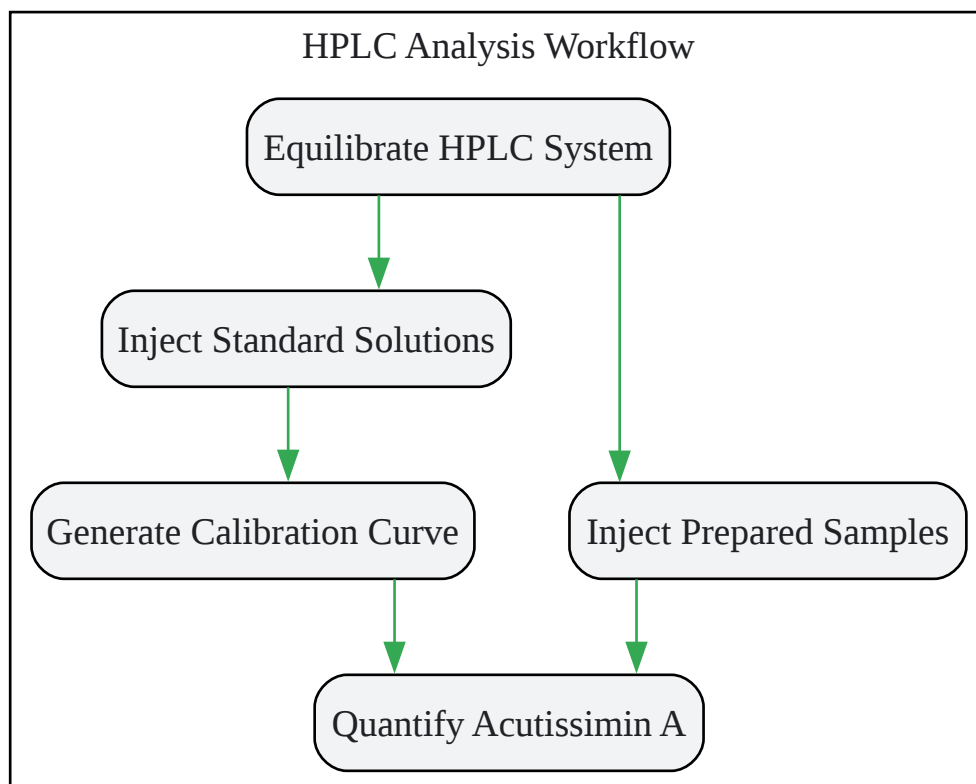 HPLC Analysis Workflow
Equilibrate HPLC System
Inject Standard Solutions
Generate Calibration Curve
Inject Prepared Samples
Quantify Acutissimin A